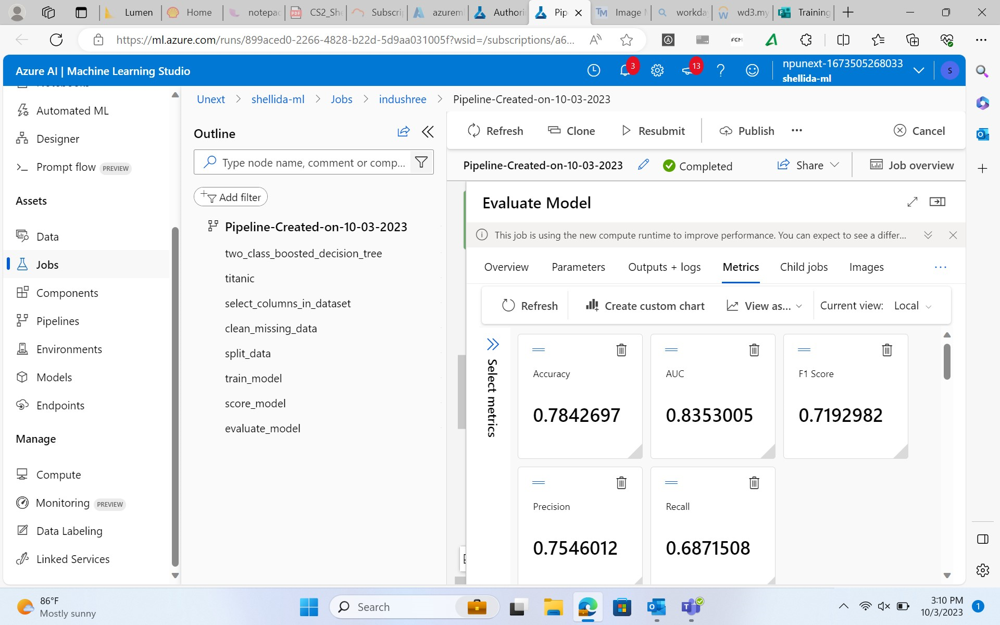 Lumen
Home
notepad
CS2_She
Subscri
azureml
Authori
Pip
Image M
workda
wd3.my
Training
https://ml.azure.com/runs/899aced0-2266-4828-b22d-5d9aa031005f?wsid=/subscriptions/a6...
FCM
Azure AI | Machine Learning Studio
3
13
npunext-1673505268033
shellida-ml
S
Automated ML
Designer
Prompt flow PREVIEW
Assets
Data
Jobs
Components
Pipelines
Environments
Models
Endpoints
Manage
Compute
Monitoring PREVIEW
Data Labeling
Linked Services
Unext > shellida-ml > Jobs > indushree > Pipeline-Created-on-10-03-2023
Outline
Type node name, comment or comp...
Add filter
Pipeline-Created-on-10-03-2023
two_class_boosted_decision_tree
titanic
select_columns_in_dataset
clean_missing_data
split_data
train_model
score_model
evaluate_model
Refresh
Clone
Resubmit
Publish
...
Cancel
Pipeline-Created-on-10-03-2023
Completed
Share
Job overview
Evaluate Model
This job is using the new compute runtime to improve performance. You can expect to see a differ...
Overview
Parameters
Outputs + logs
Metrics
Child jobs
Images
...
Refresh
Create custom chart
View as...
Current view: Local
Select metrics
Accuracy
0.7842697
AUC
0.8353005
F1 Score
0.7192982
Precision
0.7546012
Recall
0.6871508
86°F
Mostly sunny
Search
3:10 PM
10/3/2023
1